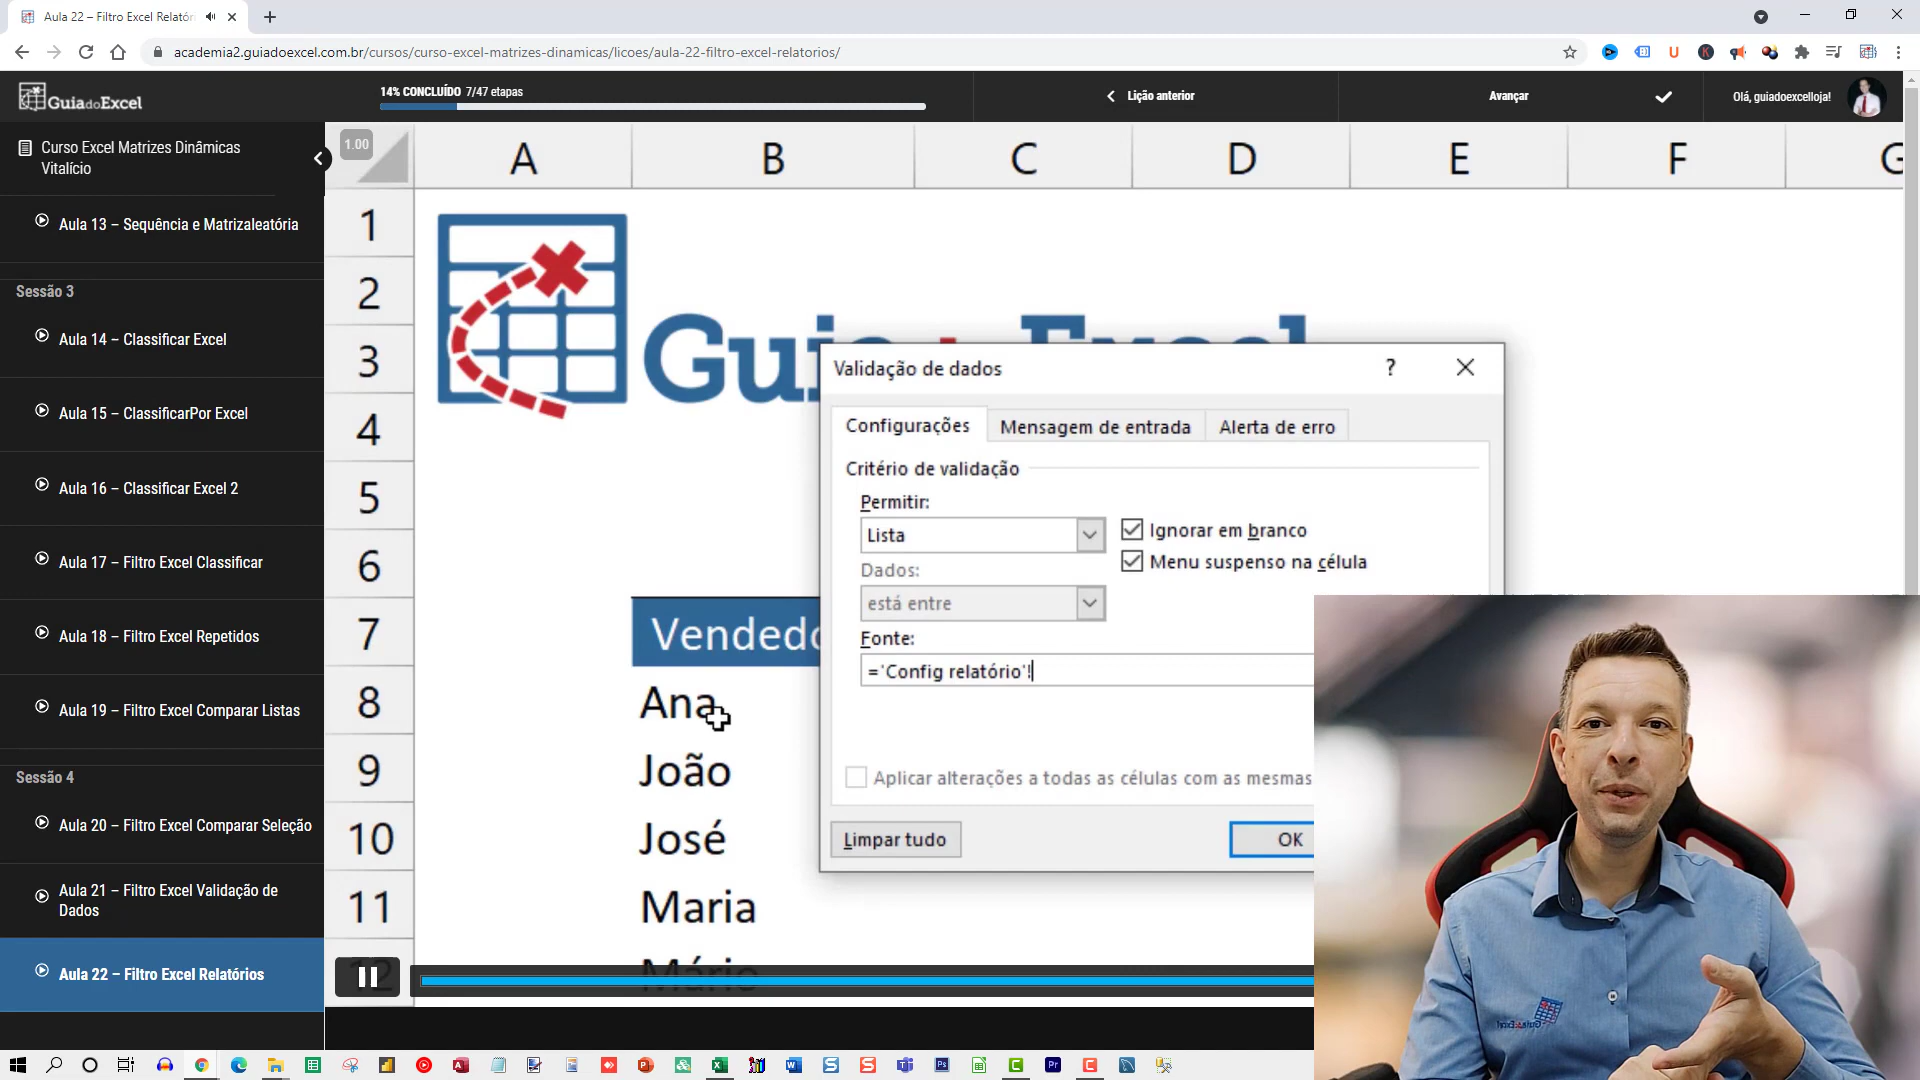 Aula 22 – Filtro Excel Relatóri
academia2.guiadoexcel.com.br/cursos/curso-excel-matrizes-dinamicas/licoes/aula-22-filtro-excel-relatorios/
GuiadoExcel
14% CONCLUÍDO 7/47 etapas
Lição anterior
Avançar
Olá, guiadoexcelloja!
Curso Excel Matrizes Dinâmicas
Vitalício
Aula 13 – Sequência e Matrizaleatória
Sessão 3
Aula 14 – Classificar Excel
Aula 15 – ClassificarPor Excel
Aula 16 – Classificar Excel 2
Aula 17 – Filtro Excel Classificar
Aula 18 – Filtro Excel Repetidos
Aula 19 – Filtro Excel Comparar Listas
Sessão 4
Aula 20 – Filtro Excel Comparar Seleção
Aula 21 – Filtro Excel Validação de
Dados
Aula 22 – Filtro Excel Relatórios
1.00
A B C D E F G
1
2
3
4
5
6
7 Vendedo
8 Ana
9 João
10 José
11 Maria
12 Mário
Validação de dados
?
Configurações
Mensagem de entrada
Alerta de erro
Critério de validação
Permitir:
Lista
Ignorar em branco
Menu suspenso na célula
Dados:
está entre
Fonte:
='Config relatório'!
Aplicar alterações a todas as células com as mesmas
Limpar tudo
OK